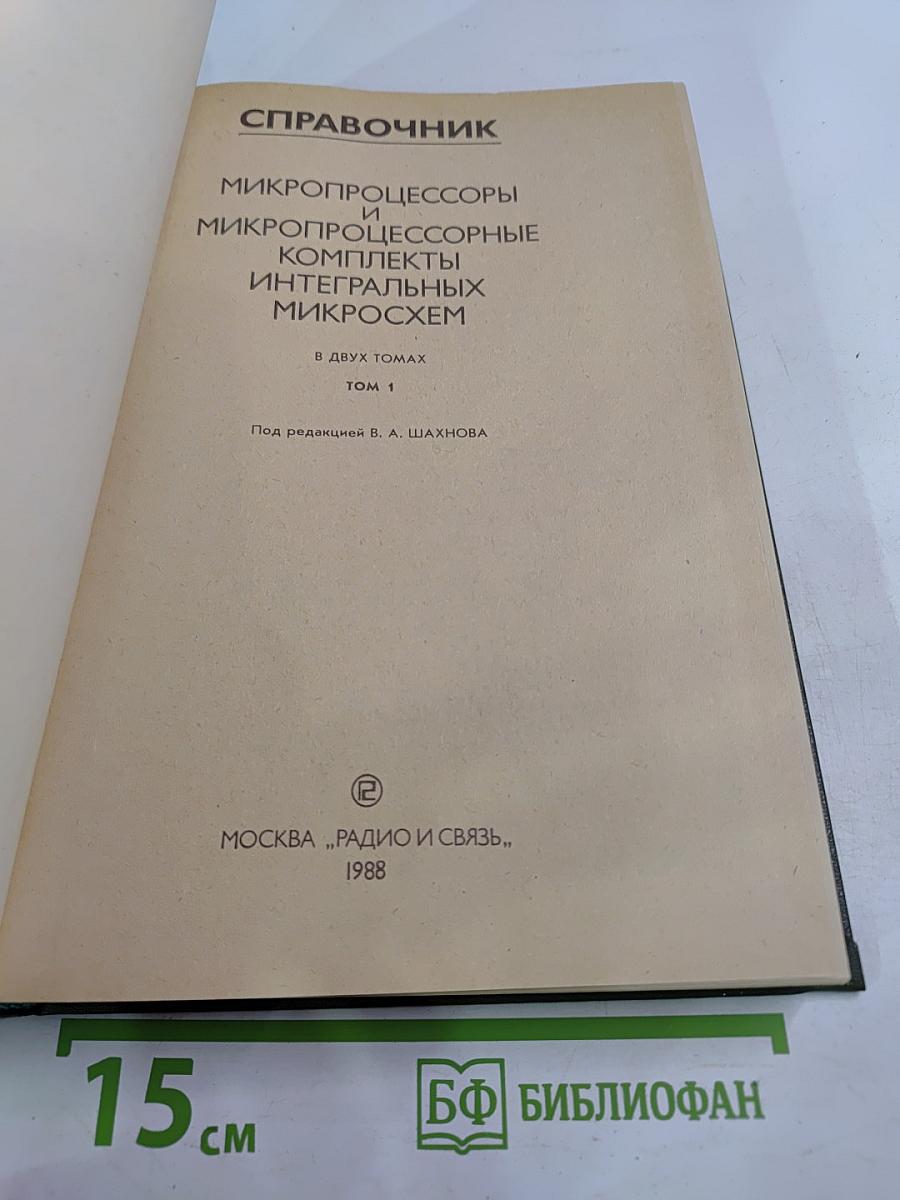 СПРАВОЧНИК
МИКРОПРОЦЕССОРЫ
И
МИКРОПРОЦЕССОРНЫЕ
КОМПЛЕКТЫ
ИНТЕГРАЛЬНЫХ
МИКРОСХЕМ
В ДВУХ ТОМАХ
ТОМ 1
Под редакцией В. А. ШАХНОВА
МОСКВА „РАДИО И СВЯЗЬ„
1988
15 см
БФ БИБЛИОФАН